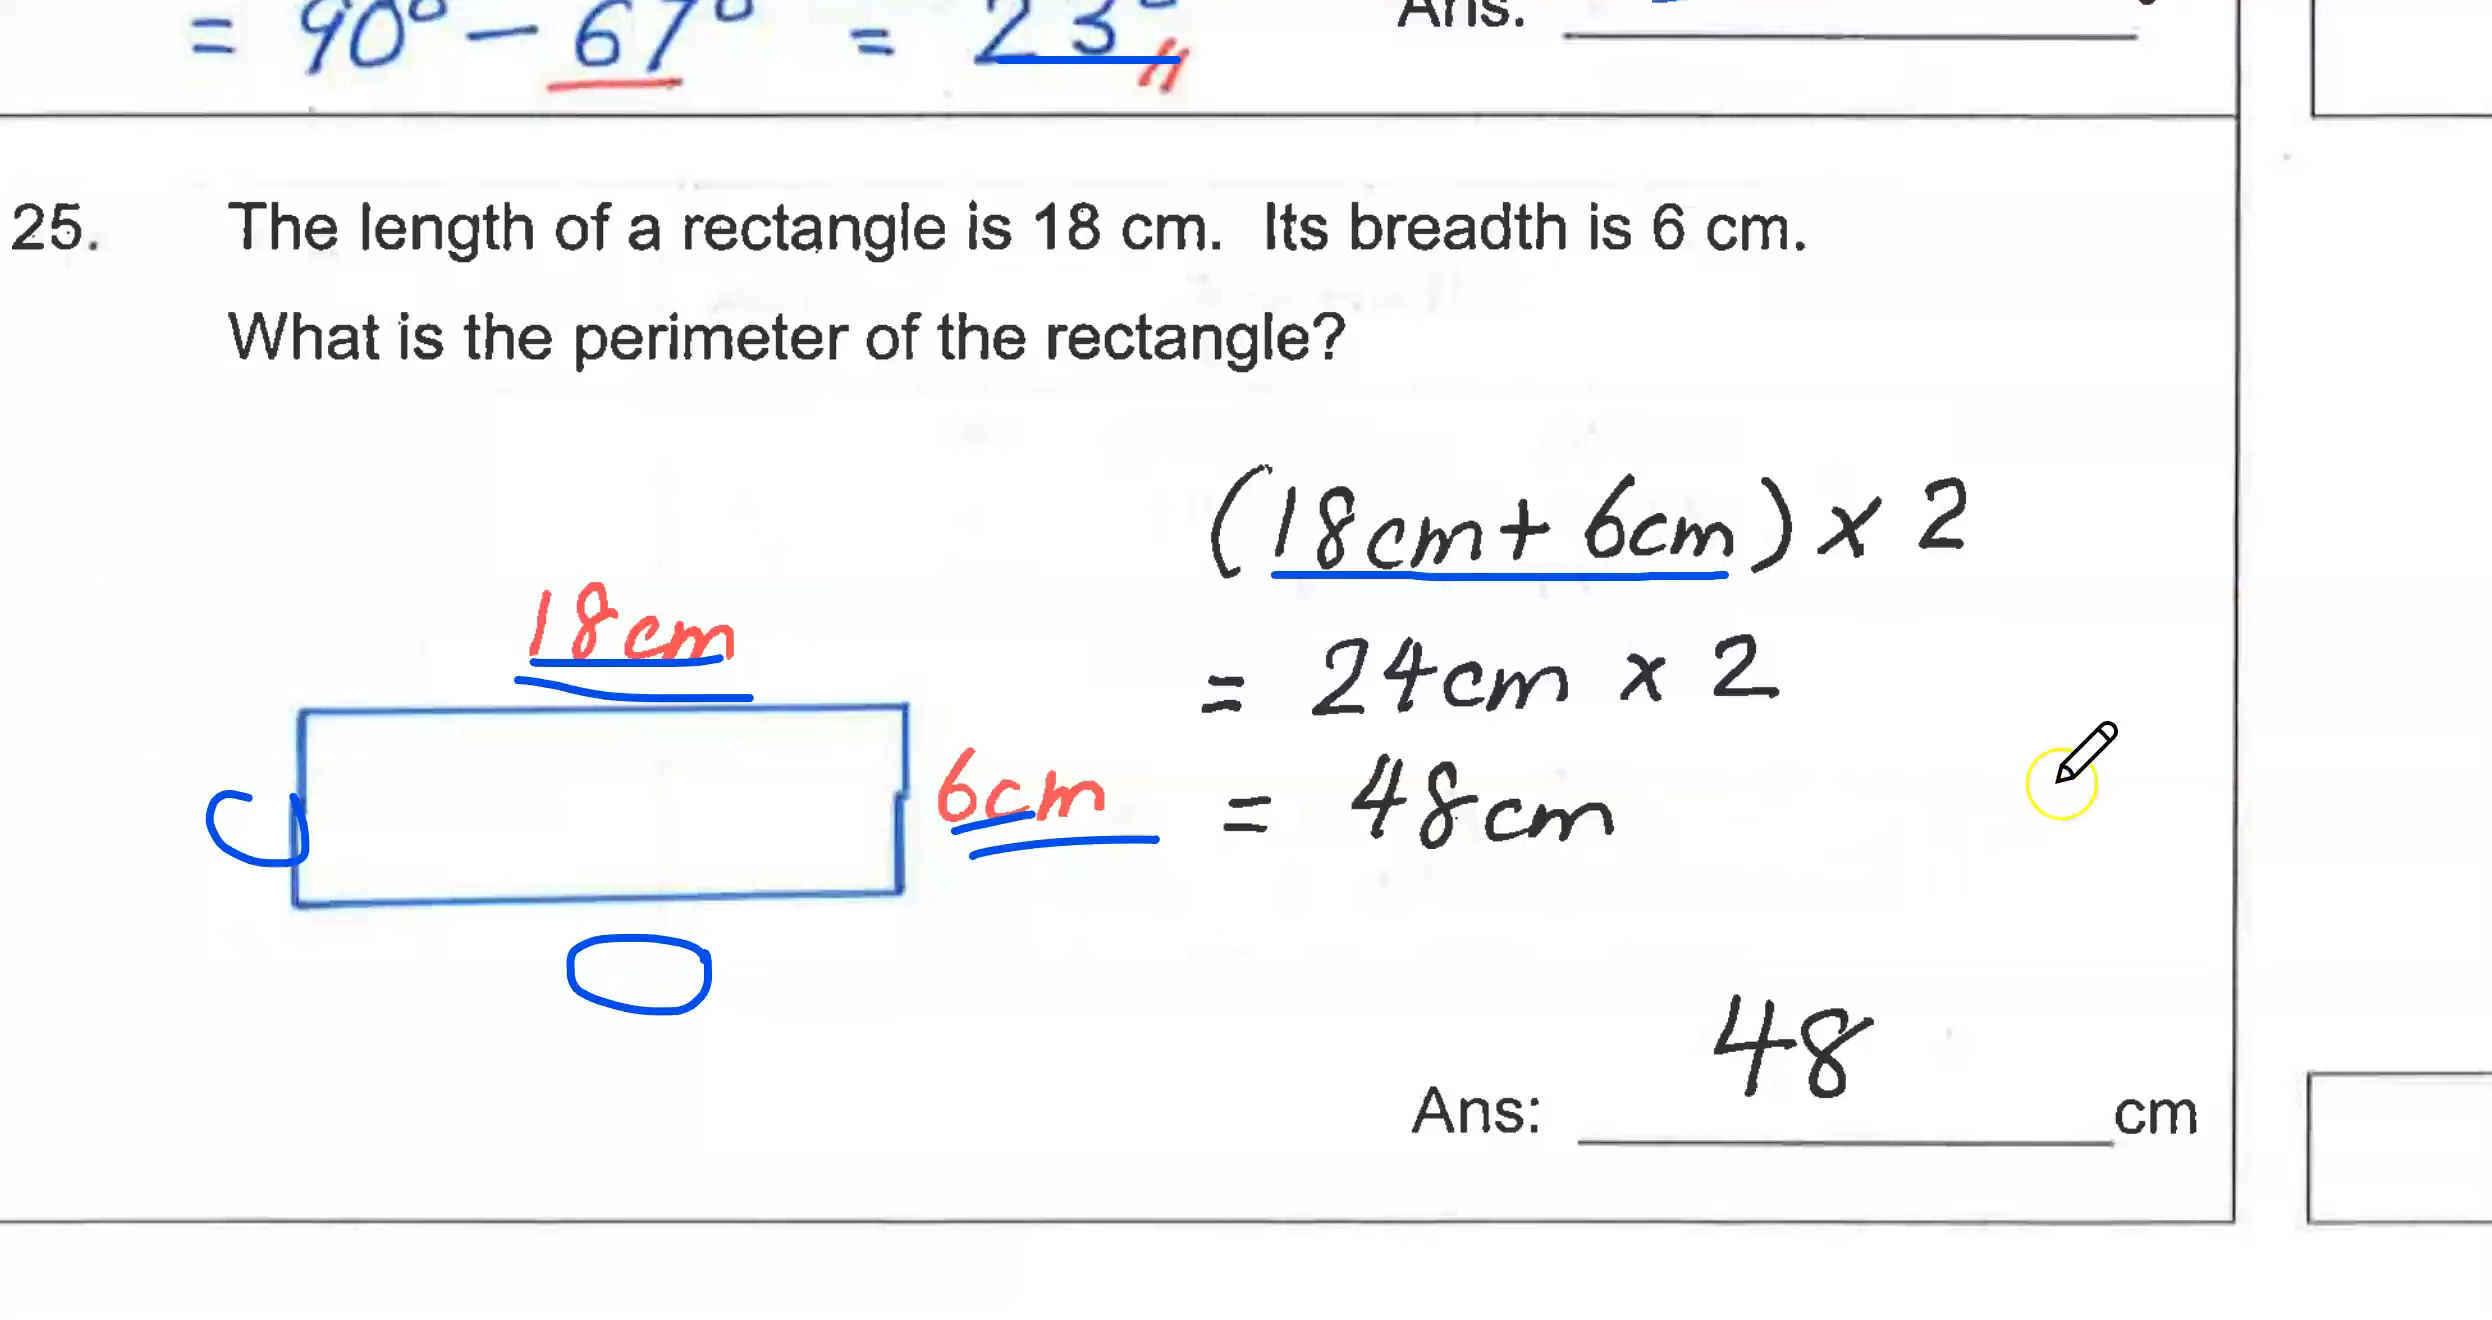 = 90° – 67° = 23°
Ans:
25. The length of a rectangle is 18 cm. Its breadth is 6 cm.
What is the perimeter of the rectangle?
(18cm + 6cm) x 2
18cm
= 24cm x 2
6cm
= 48cm
48
Ans: cm